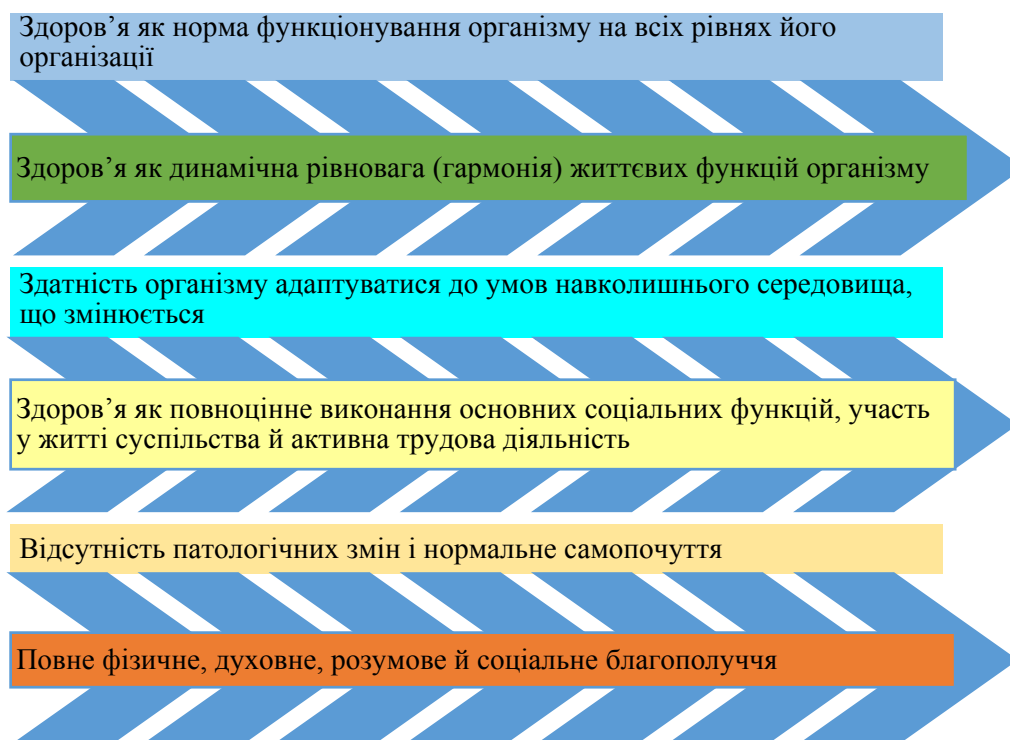 Здоров’я як норма функціонування організму на всіх рівнях його
організації
Здоров’я як динамічна рівновага (гармонія) життєвих функцій організму
Здатність організму адаптуватися до умов навколишнього середовища,
що змінюється
Здоров’я як повноцінне виконання основних соціальних функцій, участь
у житті суспільства й активна трудова діяльність
Відсутність патологічних змін і нормальне самопочуття
Повне фізичне, духовне, розумове й соціальне благополуччя